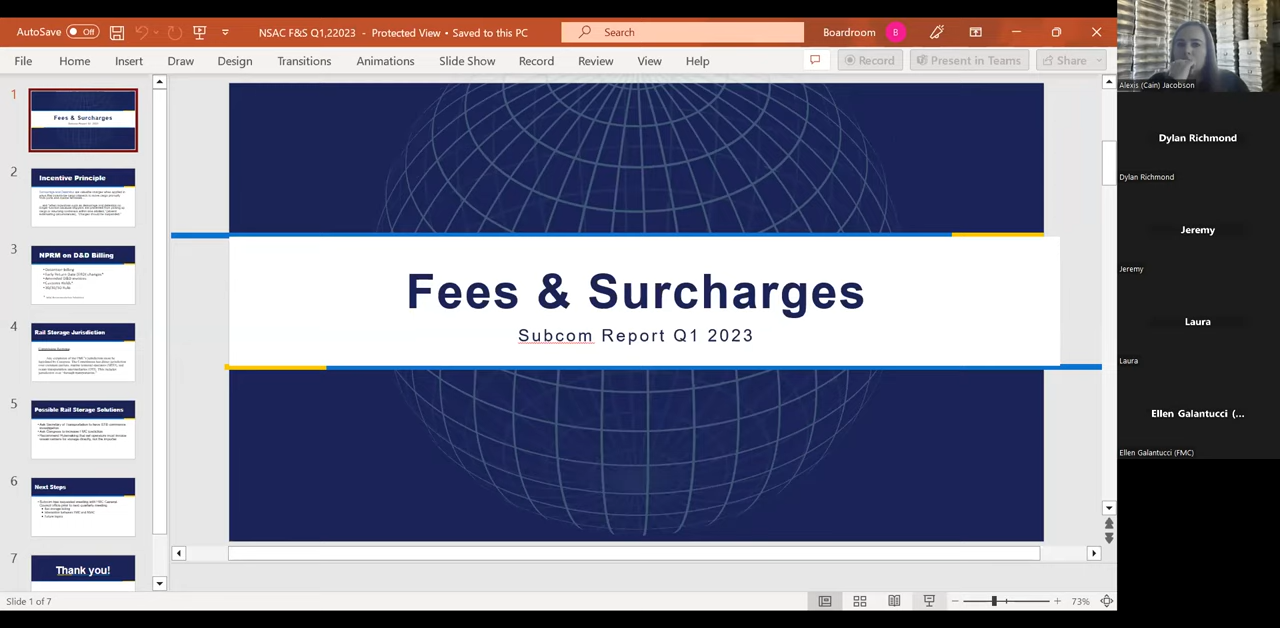 AutoSave Off
NSAC F&S Q1,22023 - Protected View • Saved to this PC
Search
Boardroom B
File Home Insert Draw Design Transitions Animations Slide Show Record Review View Help
Record Present in Teams Share
1
Fees & Surcharges
2
Incentive Principle
3
NPRM on D&D Billing
4
Rail Storage Jurisdiction
5
Possible Rail Storage Solutions
6
Next Steps
7
Thank you!
Fees & Surcharges
Subcom Report Q1 2023
Slide 1 of 7
73%
Alexis (Cain) Jacobson
Dylan Richmond
Dylan Richmond
Jeremy
Jeremy
Laura
Laura
Ellen Galantucci (...
Ellen Galantucci (FMC)